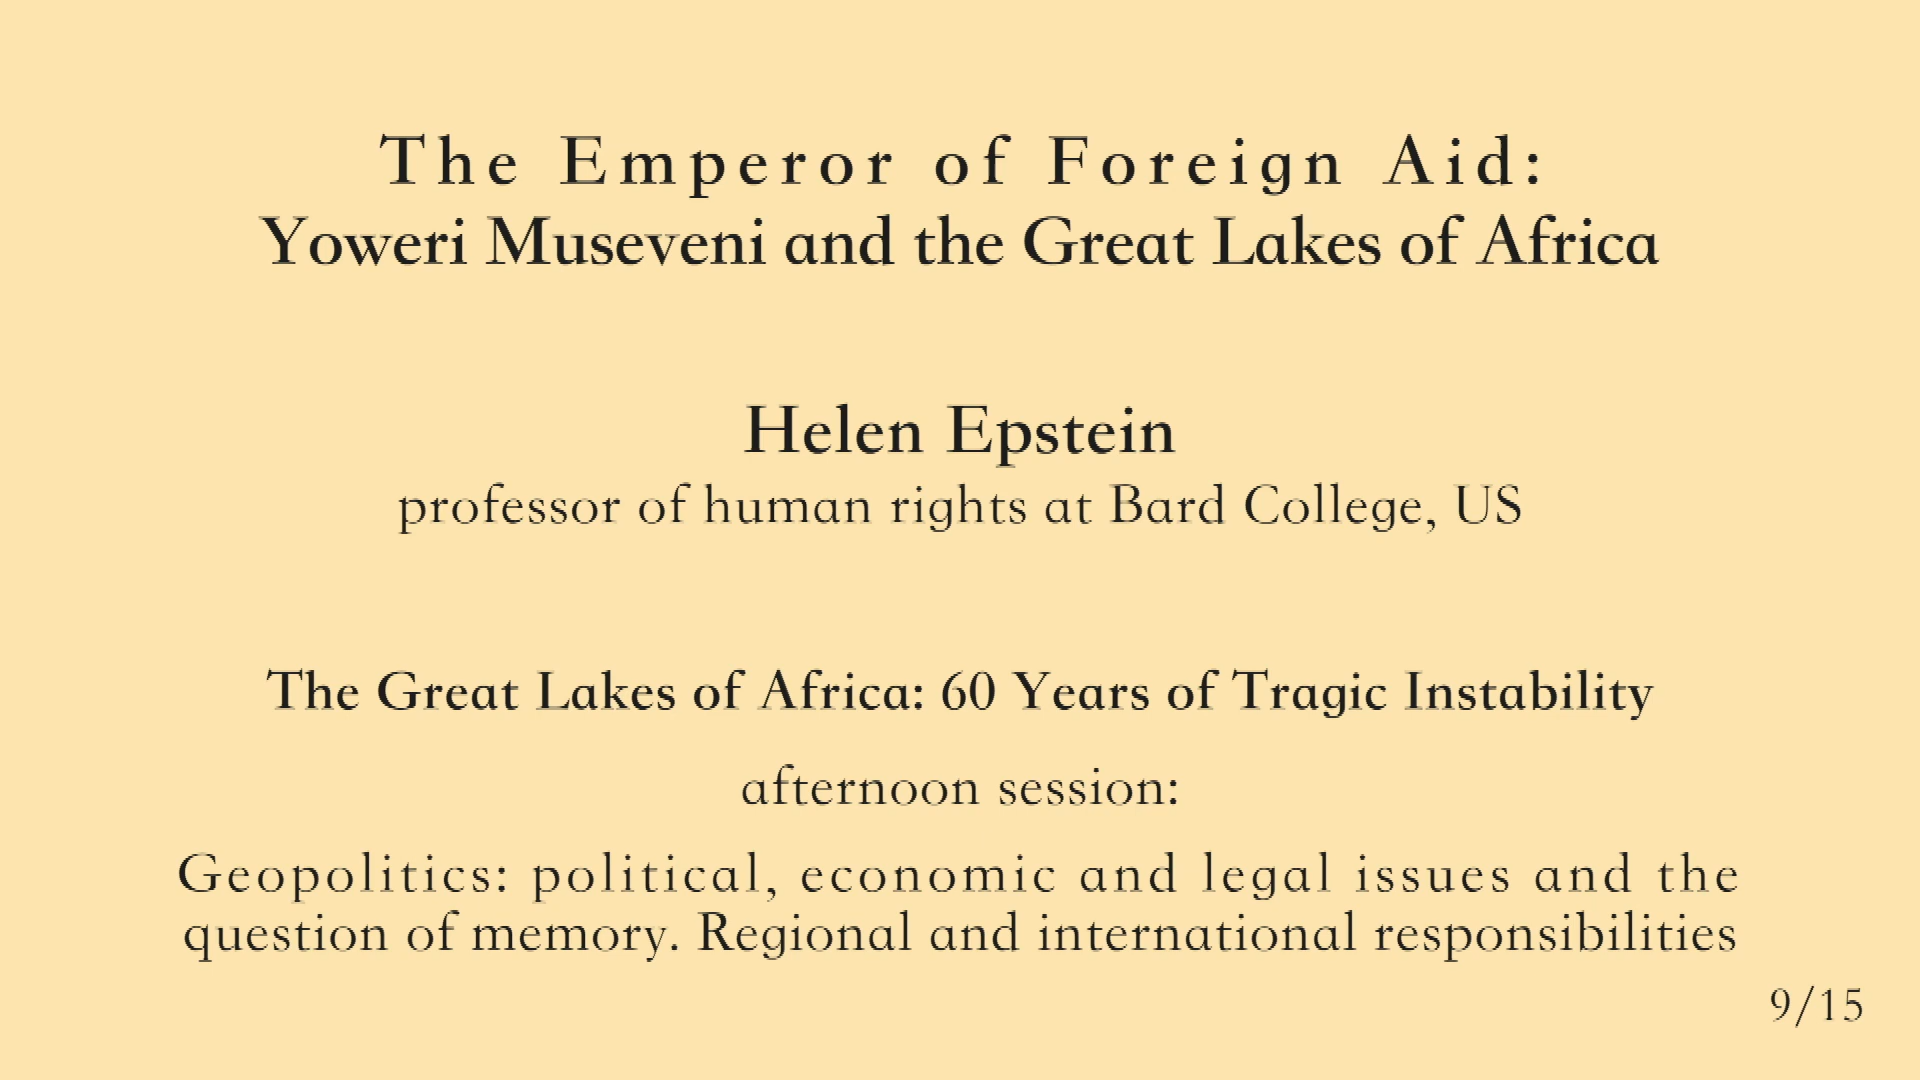 The Emperor of Foreign Aid:
Yoweri Museveni and the Great Lakes of Africa
Helen Epstein
professor of human rights at Bard College, US
The Great Lakes of Africa: 60 Years of Tragic Instability
afternoon session:
Geopolitics: political, economic and legal issues and the
question of memory. Regional and international responsibilities
9/15